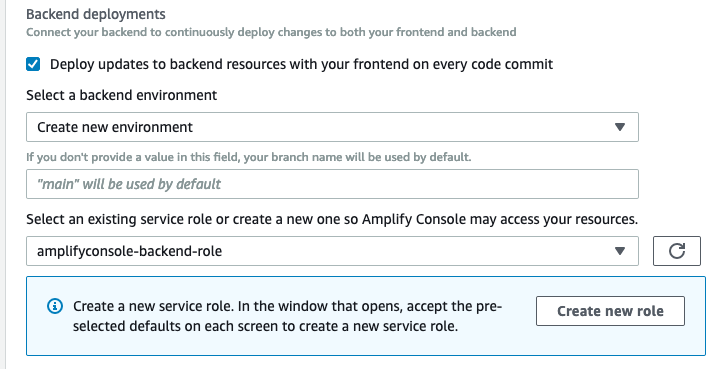 Backend deployments
Connect your backend to continuously deploy changes to both your frontend and backend
Deploy updates to backend resources with your frontend on every code commit
Select a backend environment
Create new environment
If you don't provide a value in this field, your branch name will be used by default.
"main" will be used by default
Select an existing service role or create a new one so Amplify Console may access your resources.
amplifyconsole-backend-role
Create a new service role. In the window that opens, accept the pre-
selected defaults on each screen to create a new service role.
Create new role